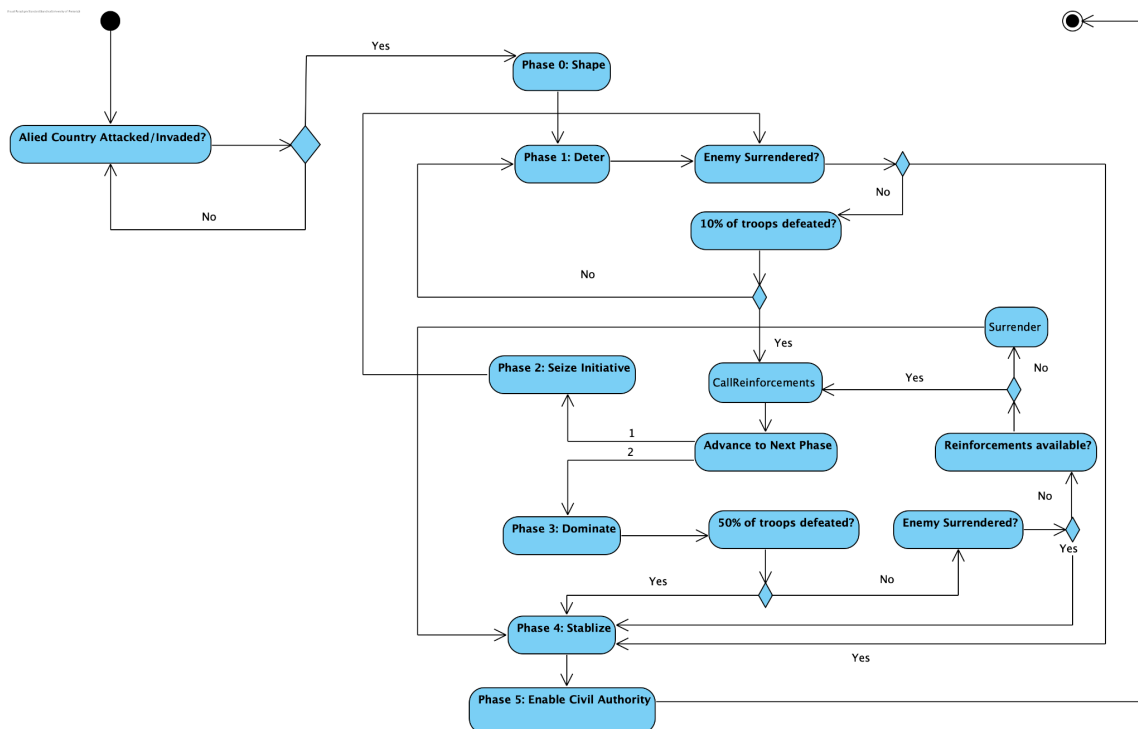 Yes
Phase 0: Shape
Alied Country Attacked/Invaded?
No
Phase 1: Deter
Enemy Surrendered?
No
10% of troops defeated?
No
Yes
Surrender
No
Phase 2: Seize Initiative
CallReinforcements
Yes
1
Advance to Next Phase
2
Reinforcements available?
No
Phase 3: Dominate
50% of troops defeated?
Enemy Surrendered?
Yes
Yes
No
Phase 4: Stablize
Yes
Phase 5: Enable Civil Authority